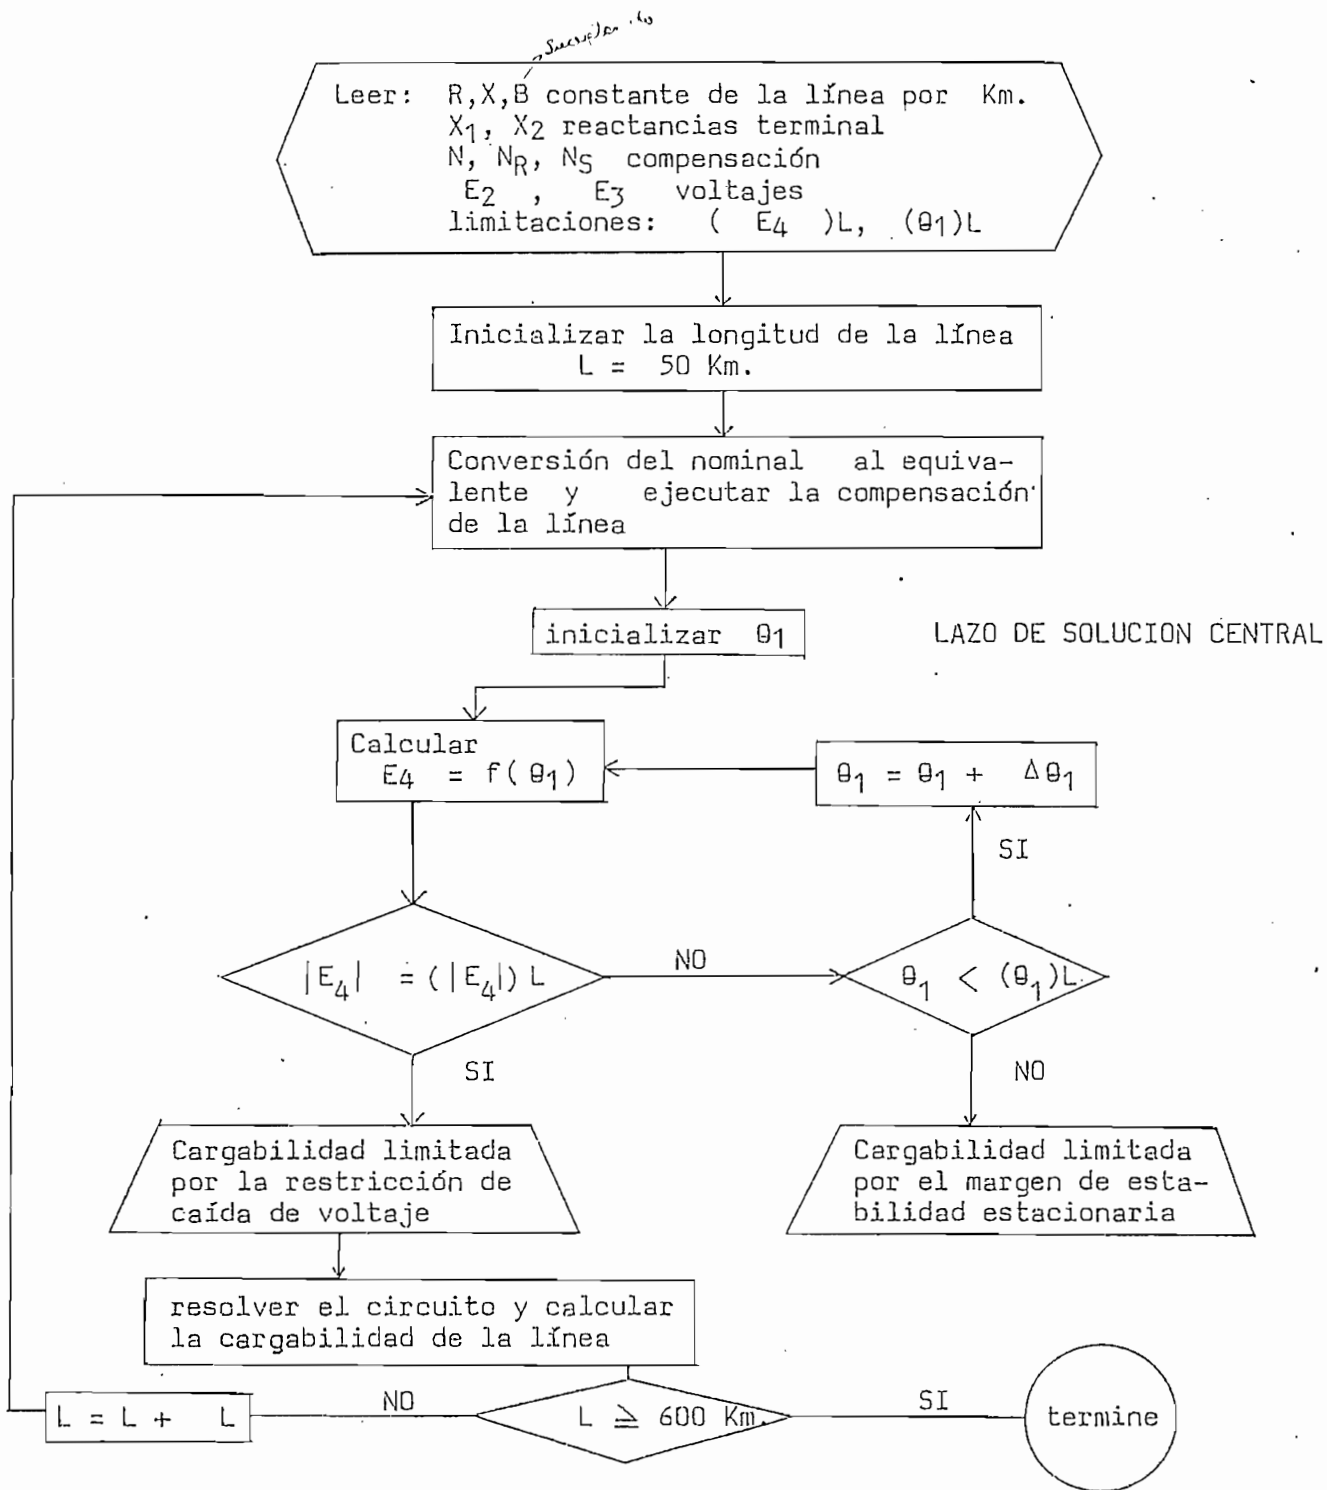 Leer: R,X,B constante de la línea por Km.
X1, X2 reactancias terminal
N, NR, NS compensación
E2 , E3 voltajes
limitaciones: ( E4 )L, (θ1)L
Inicializar la longitud de la línea
L = 50 Km.
Conversión del nominal al equiva-
lente y ejecutar la compensación
de la línea
inicializar θ1
LAZO DE SOLUCION CENTRAL
Calcular
E4 = f( θ1)
θ1 = θ1 + Δθ1
SI
|E4| = (|E4|) L
NO
θ1 < (θ1)L
SI
NO
Cargabilidad limitada
por la restricción de
caída de voltaje
Cargabilidad limitada
por el margen de esta-
bilidad estacionaria
resolver el circuito y calcular
la cargabilidad de la línea
L = L + L
NO
L ≧ 600 Km.
SI
termine